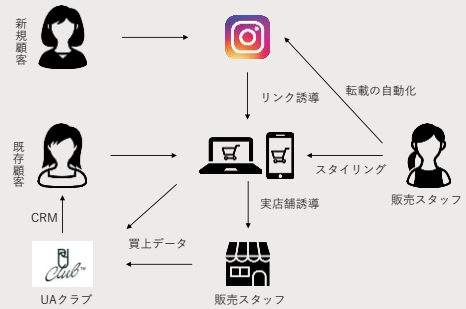 新規顧客
リンク誘導
転載の自動化
既存顧客
スタイリング
販売スタッフ
実店舗誘導
CRM
買上データ
Club™
UAクラブ
販売スタッフ